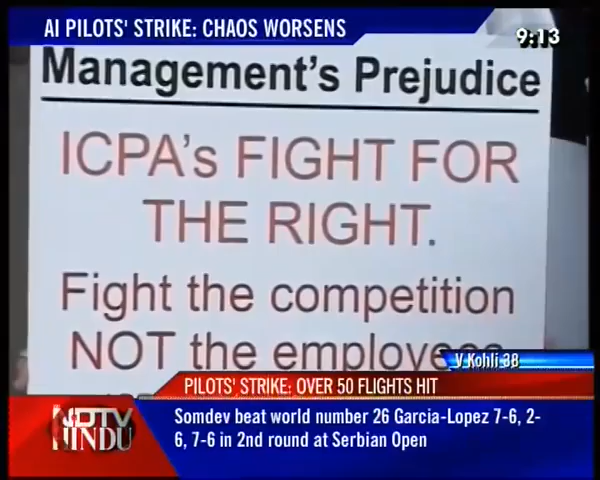 AI PILOTS' STRIKE: CHAOS WORSENS
9:13
Management's Prejudice
ICPA's FIGHT FOR
THE RIGHT.
Fight the competition
NOT the employees
V Kohli 38
PILOTS' STRIKE: OVER 50 FLIGHTS HIT
NDTV
HINDU
Somdev beat world number 26 Garcia-Lopez 7-6, 2-
6, 7-6 in 2nd round at Serbian Open